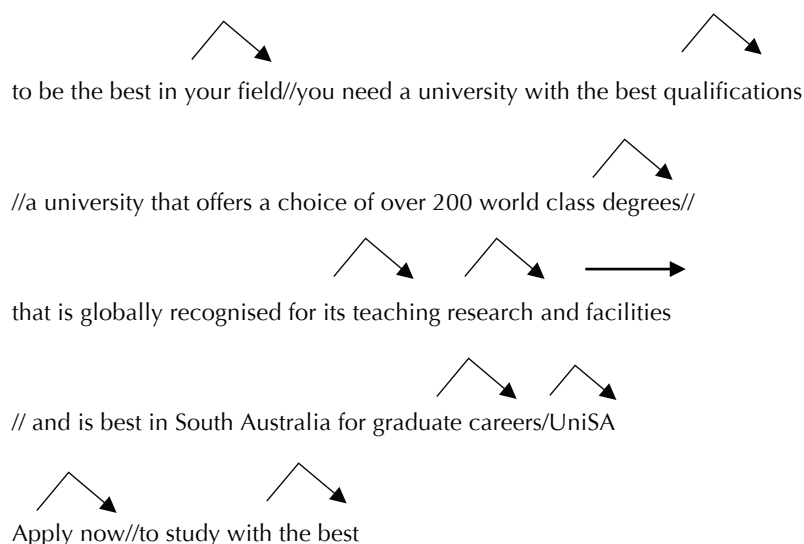 to be the best in your field//you need a university with the best qualifications
//a university that offers a choice of over 200 world class degrees//
that is globally recognised for its teaching research and facilities
// and is best in South Australia for graduate careers/UniSA
Apply now//to study with the best